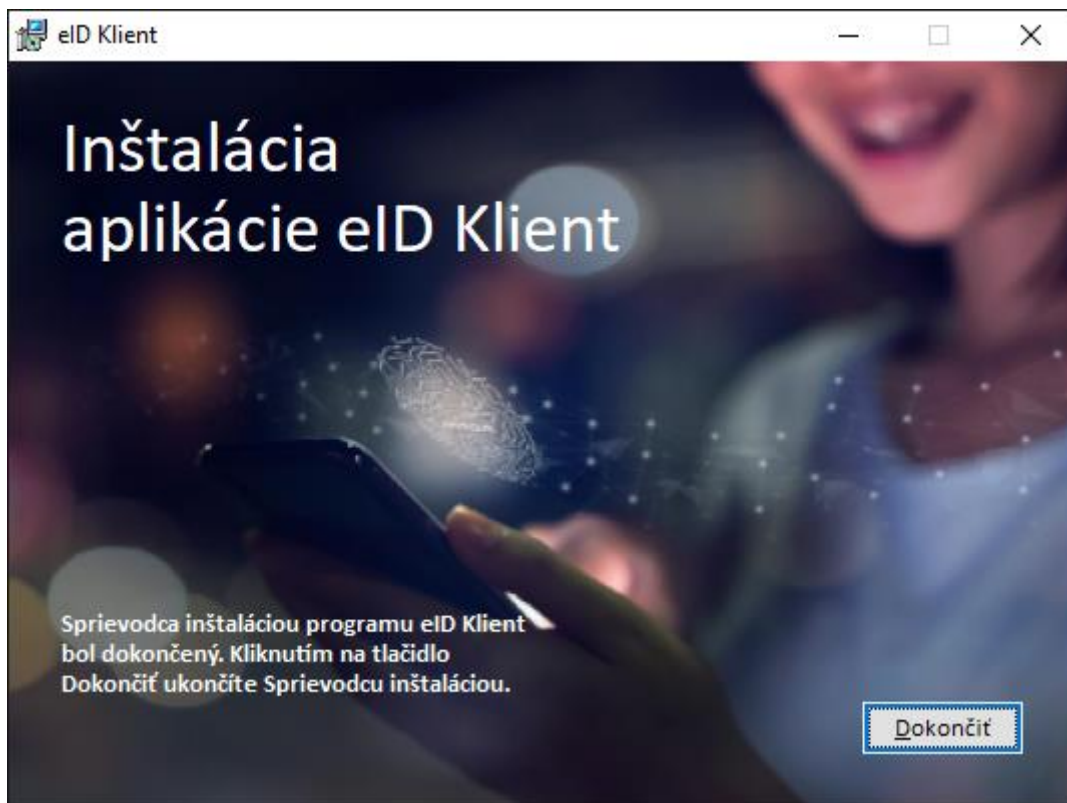 eID Klient
Inštalácia
aplikácie eID Klient
Sprievodca inštaláciou programu eID Klient
bol dokončený. Kliknutím na tlačidlo
Dokončiť ukončíte Sprievodcu inštaláciou.
Dokončiť